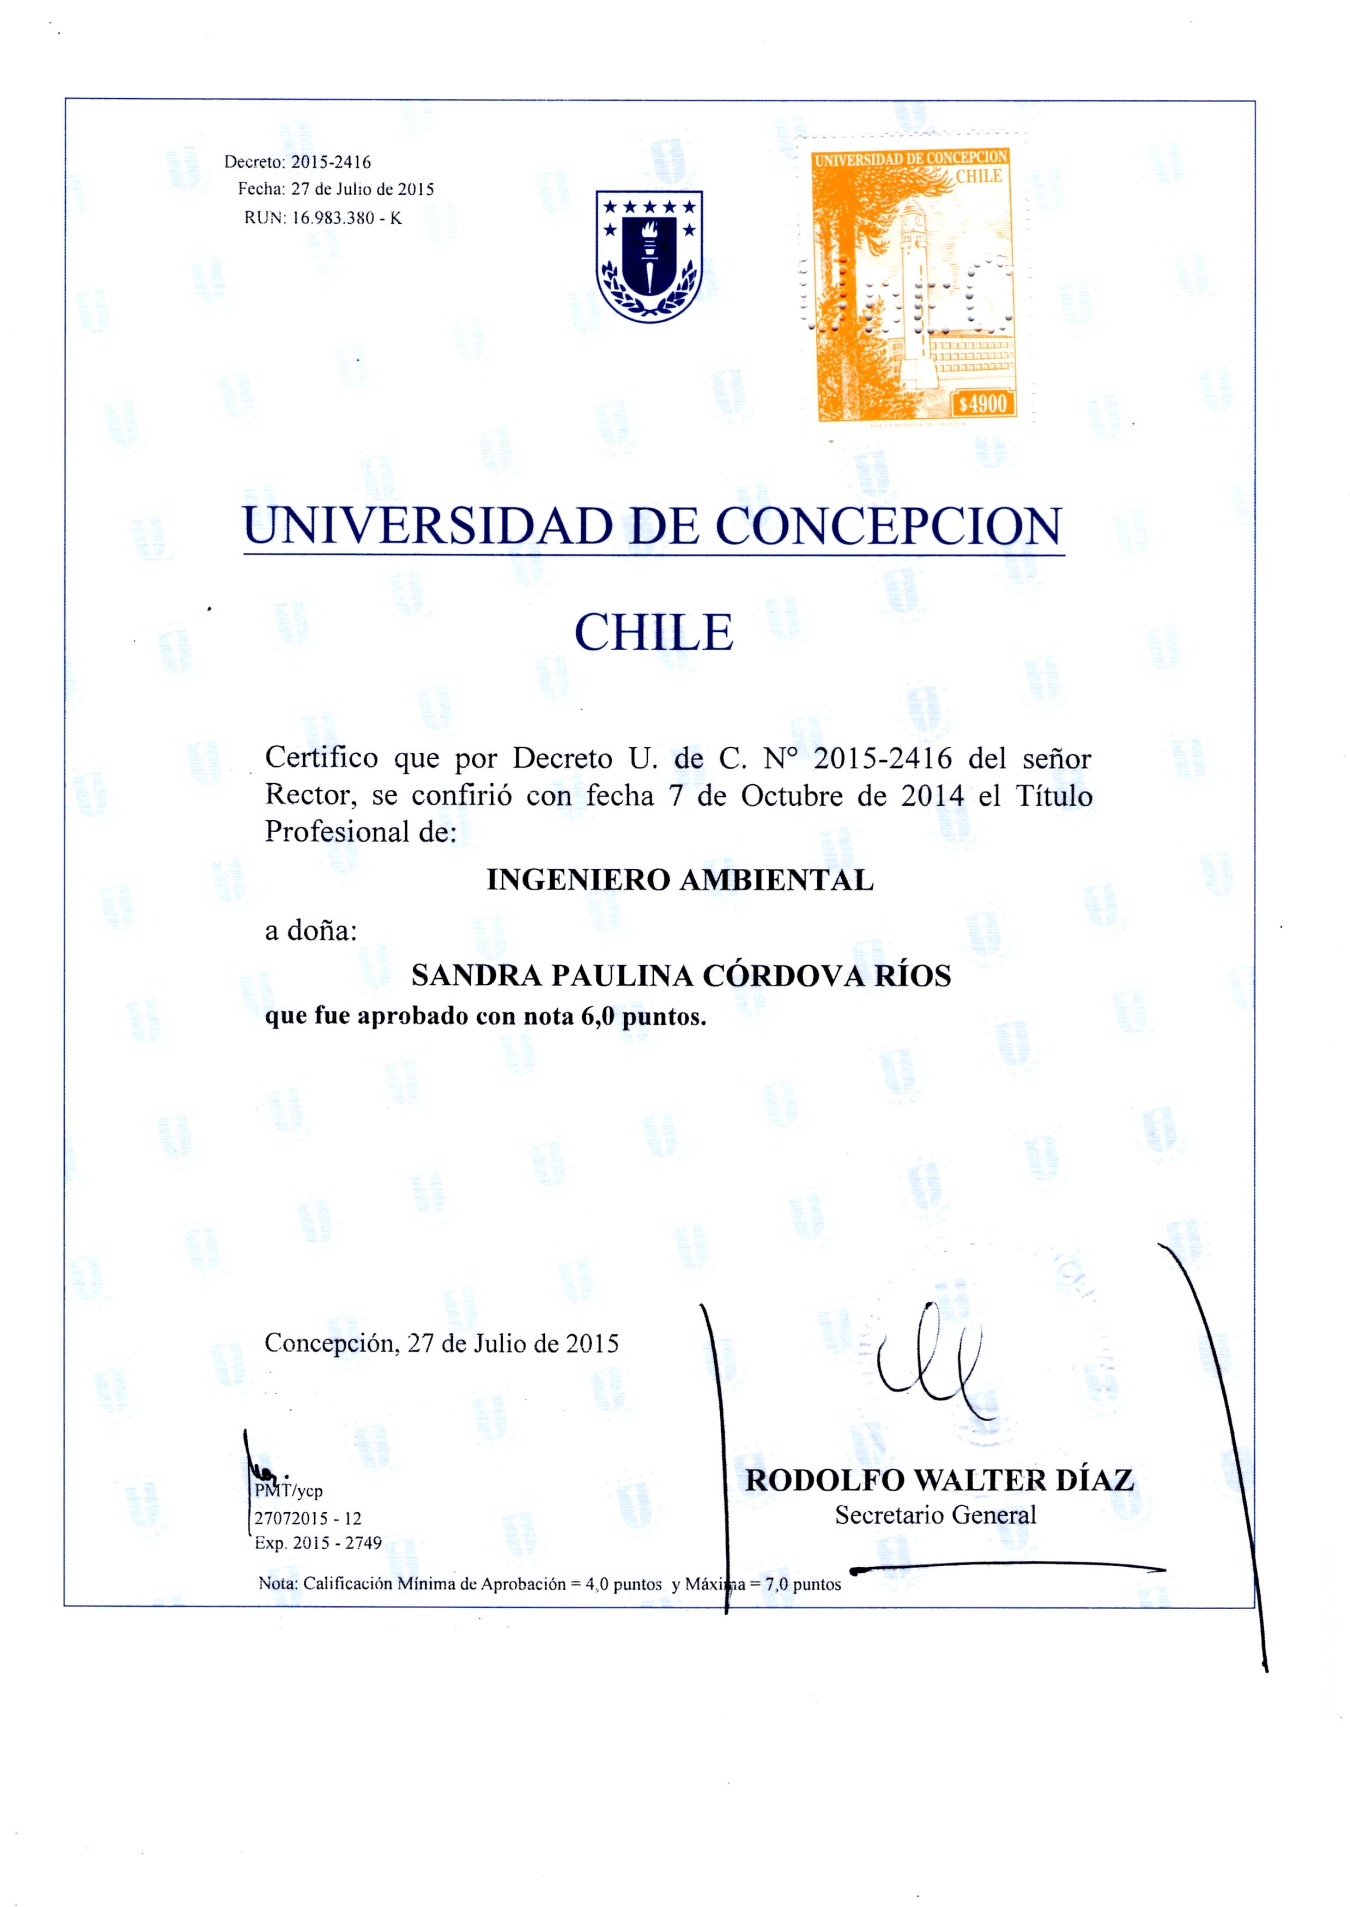 Decreto: 2015-2416
Fecha: 27 de Julio de 2015
RUN: 16.983.380 - K
UNIVERSIDAD DE CONCEPCION
CHILE
$4900
UNIVERSIDAD DE CONCEPCION
CHILE
Certifico que por Decreto U. de C. N° 2015-2416 del señor
Rector, se confirió con fecha 7 de Octubre de 2014 el Título
Profesional de:
INGENIERO AMBIENTAL
a doña:
SANDRA PAULINA CÓRDOVA RÍOS
que fue aprobado con nota 6,0 puntos.
Concepción, 27 de Julio de 2015
PMT/ycp
27072015 - 12
Exp. 2015 - 2749
RODOLFO WALTER DÍAZ
Secretario General
Nota: Calificación Mínima de Aprobación = 4,0 puntos y Máxima = 7,0 puntos